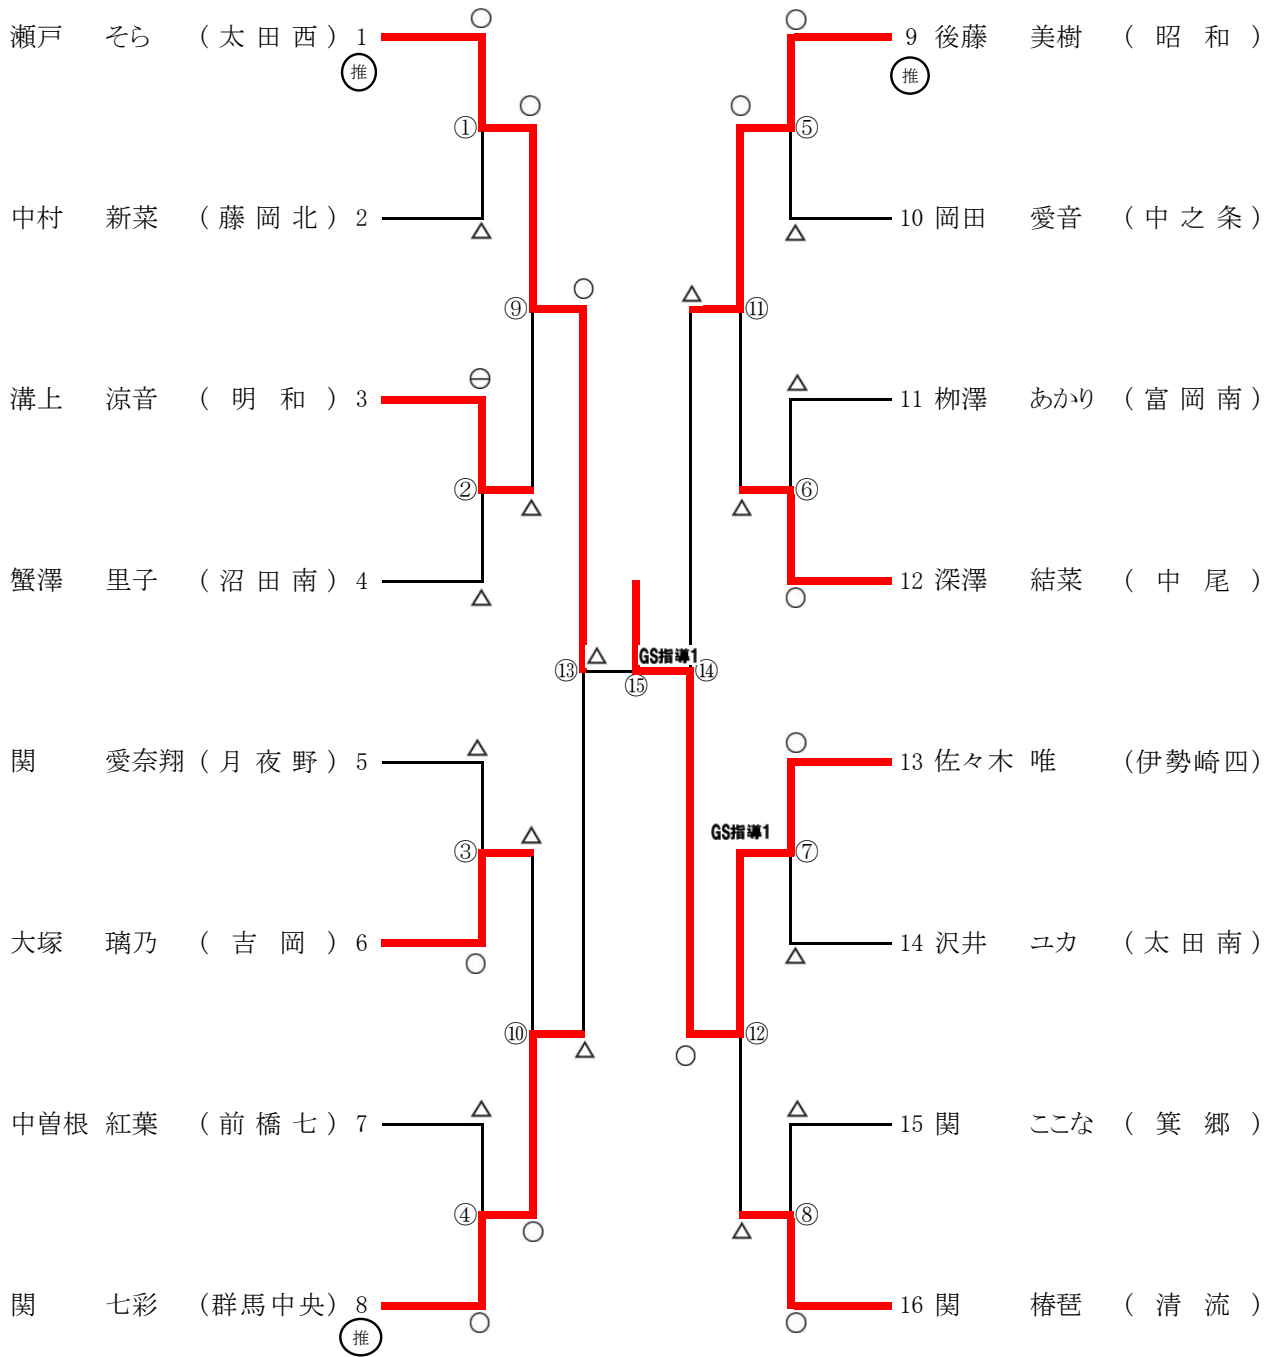 瀬戸 そら (太田西) 1
推
中村 新菜 (藤岡北) 2
溝上 涼音 (明和) 3
蟹澤 里子 (沼田南) 4
関 愛奈翔 (月夜野) 5
大塚 璃乃 (吉岡) 6
中曽根 紅葉 (前橋七) 7
関 七彩 (群馬中央) 8
推
①
②
③
④
⑨
⑩
⑬
⑮
GS指導1
⑭
⑪
⑫
GS指導1
⑤
⑥
⑦
⑧
9 後藤 美樹 (昭和)
推
10 岡田 愛音 (中之条)
11 栁澤 あかり (富岡南)
12 深澤 結菜 (中尾)
13 佐々木 唯 (伊勢崎四)
14 沢井 ユカ (太田南)
15 関 ここな (箕郷)
16 関 椿琶 (清流)